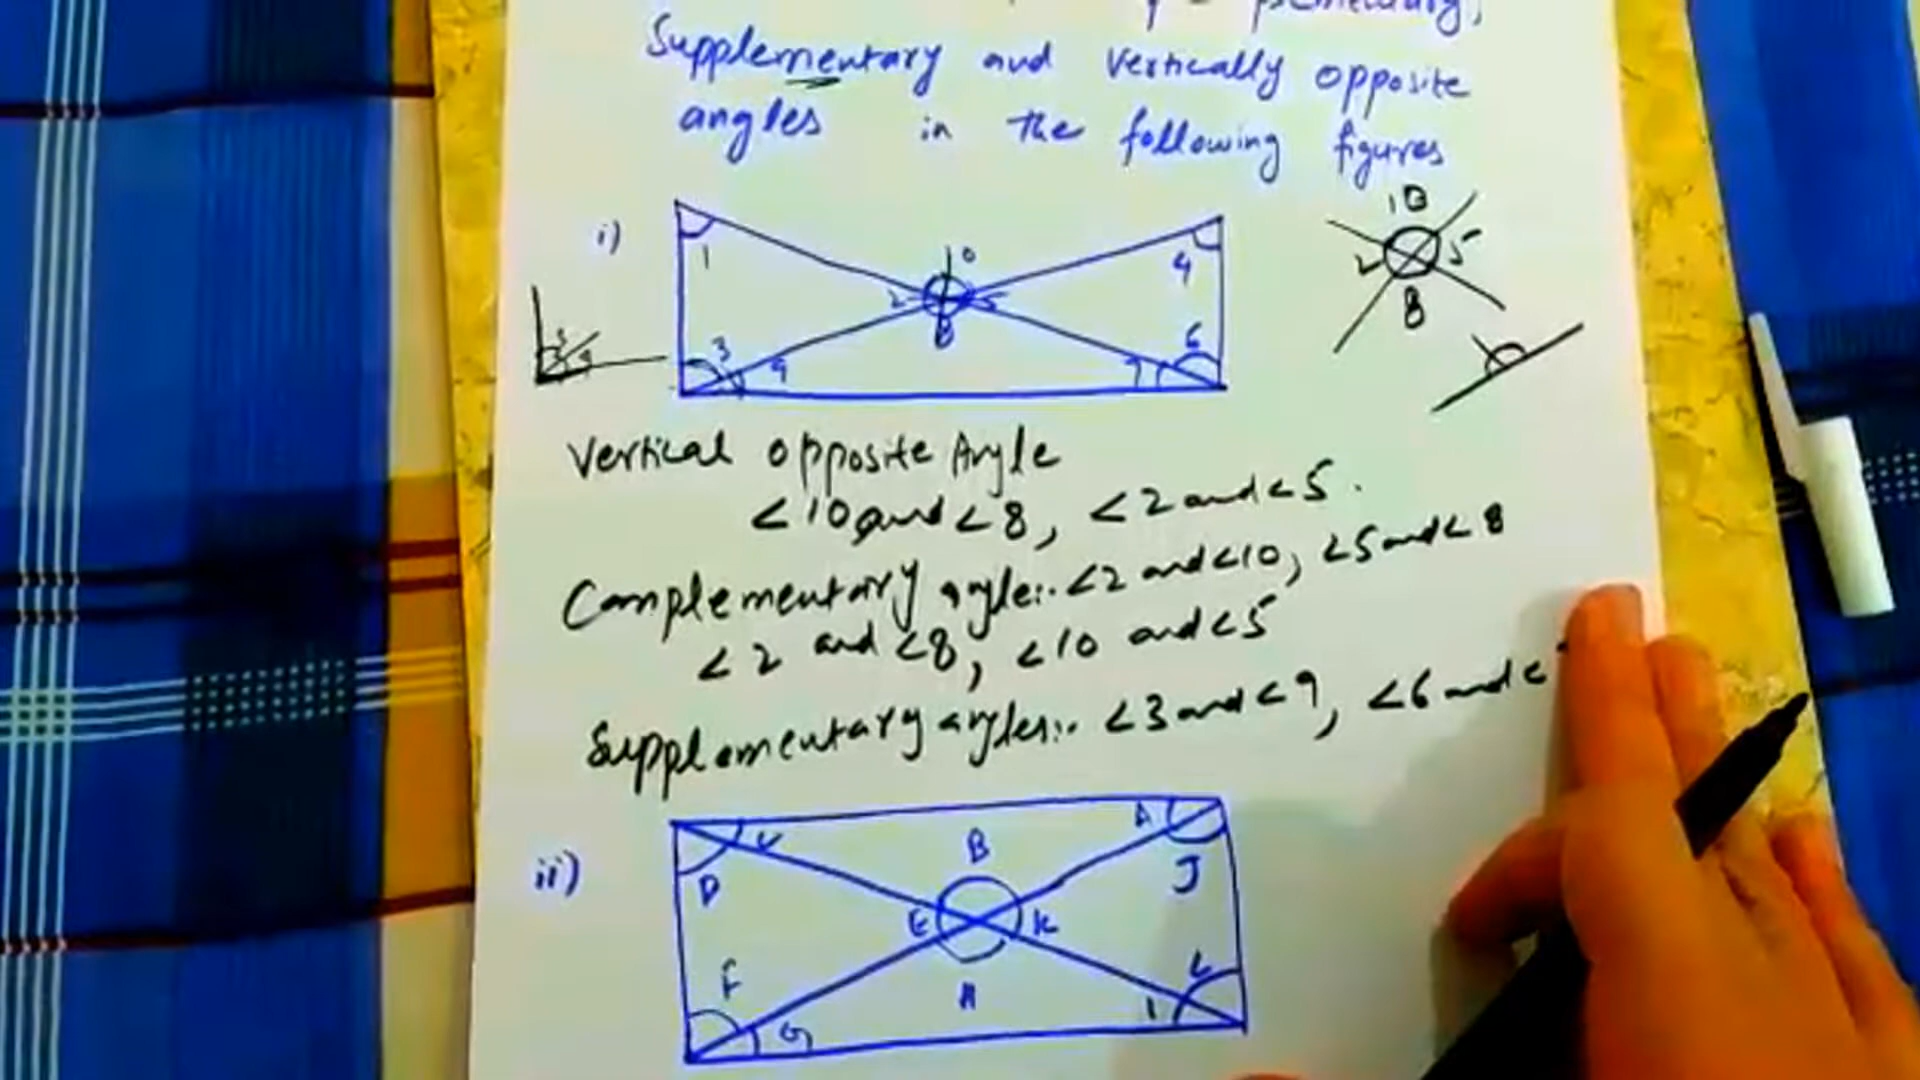 Supplementary and Vertically opposite
angles in the following figures
i)
1
4
2
5
3
9
7
6
10
2
5
8
Vertical opposite Angle
<10 and <8, <2 and <5.
Complementary angle:. <2 and <10, <5 and <8
<2 and <8, <10 and <5
Supplementary angles:. <3 and <9, <6 and <
ii)
A
B
D
J
E
K
F
H
L
G
I